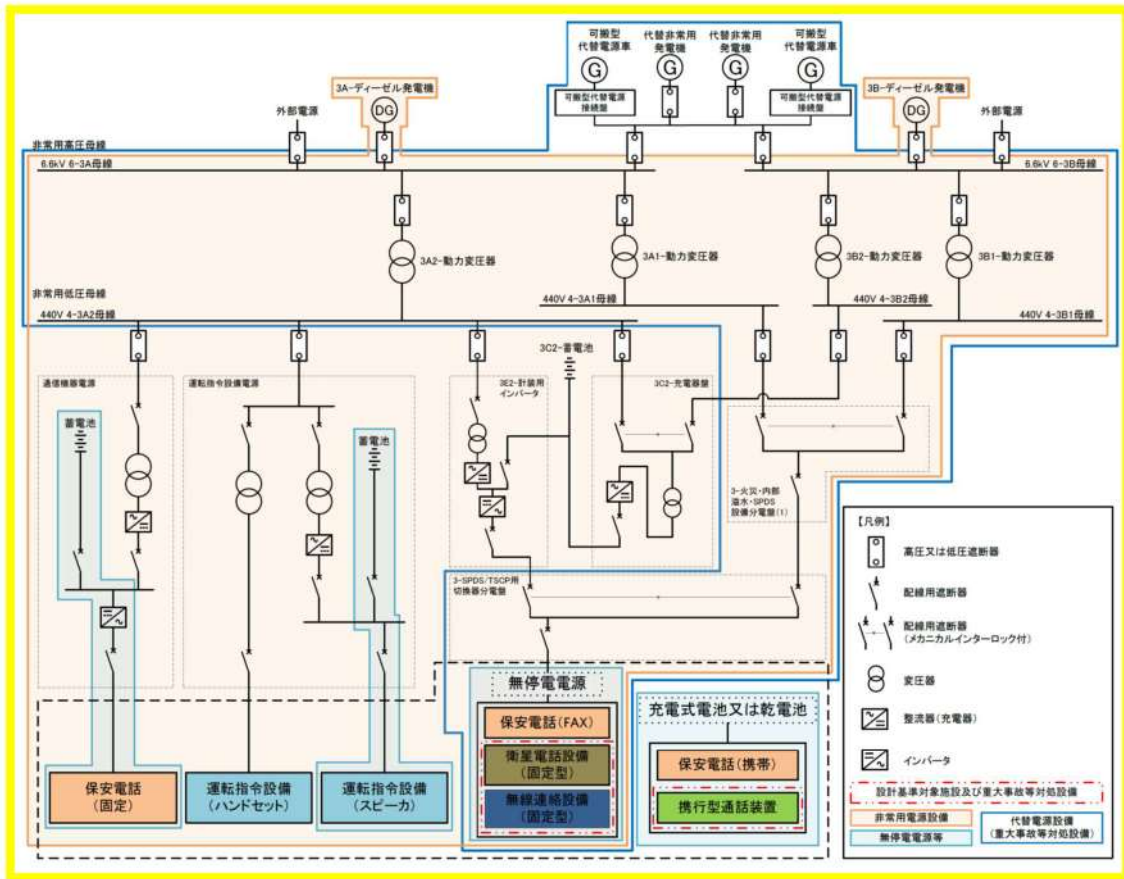 可搬型
代替電源車
代替非常用
発電機
代替非常用
発電機
可搬型
代替電源車
G
G
G
G
可搬型代替電源
接続盤
可搬型代替電源
接続盤
3A-ディーゼル発電機
DG
3B-ディーゼル発電機
DG
外部電源
外部電源
非常用高圧母線
6.6kV 6-3A母線
6.6kV 6-3B母線
3A2-動力変圧器
3A1-動力変圧器
3B2-動力変圧器
3B1-動力変圧器
非常用低圧母線
440V 4-3A2母線
440V 4-3A1母線
440V 4-3B2母線
440V 4-3B1母線
通信機器電源
運転指令設備電源
3E2-計装用
インバータ
3C2-蓄電池
3C2-充電器盤
蓄電池
蓄電池
3-火災・内部
溢水・SPDS
設備分電盤(1)
3-SPDS/TSCP用
切換器分電盤
無停電電源
保安電話(FAX)
衛星電話設備
(固定型)
無線連絡設備
(固定型)
充電式電池又は乾電池
保安電話(携帯)
携行型通話装置
保安電話
(固定)
運転指令設備
(ハンドセット)
運転指令設備
(スピーカ)
【凡例】
高圧又は低圧遮断器
配線用遮断器
配線用遮断器
(メカニカルインターロック付)
変圧器
整流器(充電器)
インバータ
設計基準対象施設及び重大事故等対処設備
非常用電源設備
無停電電源等
代替電源設備
(重大事故等対処設備)